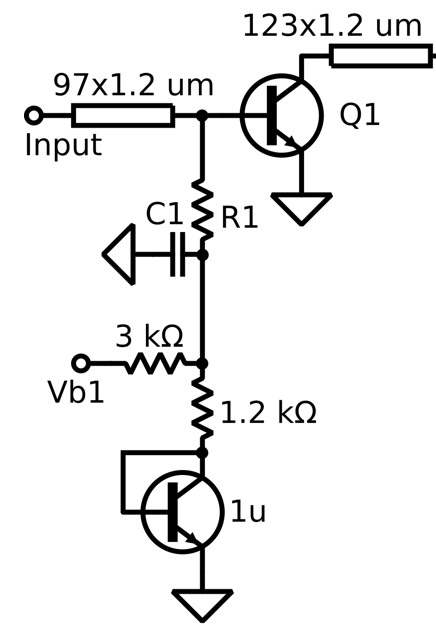 123x1.2 um
97x1.2 um
Q1
Input
C1
R1
3 kΩ
Vb1
1.2 kΩ
1u